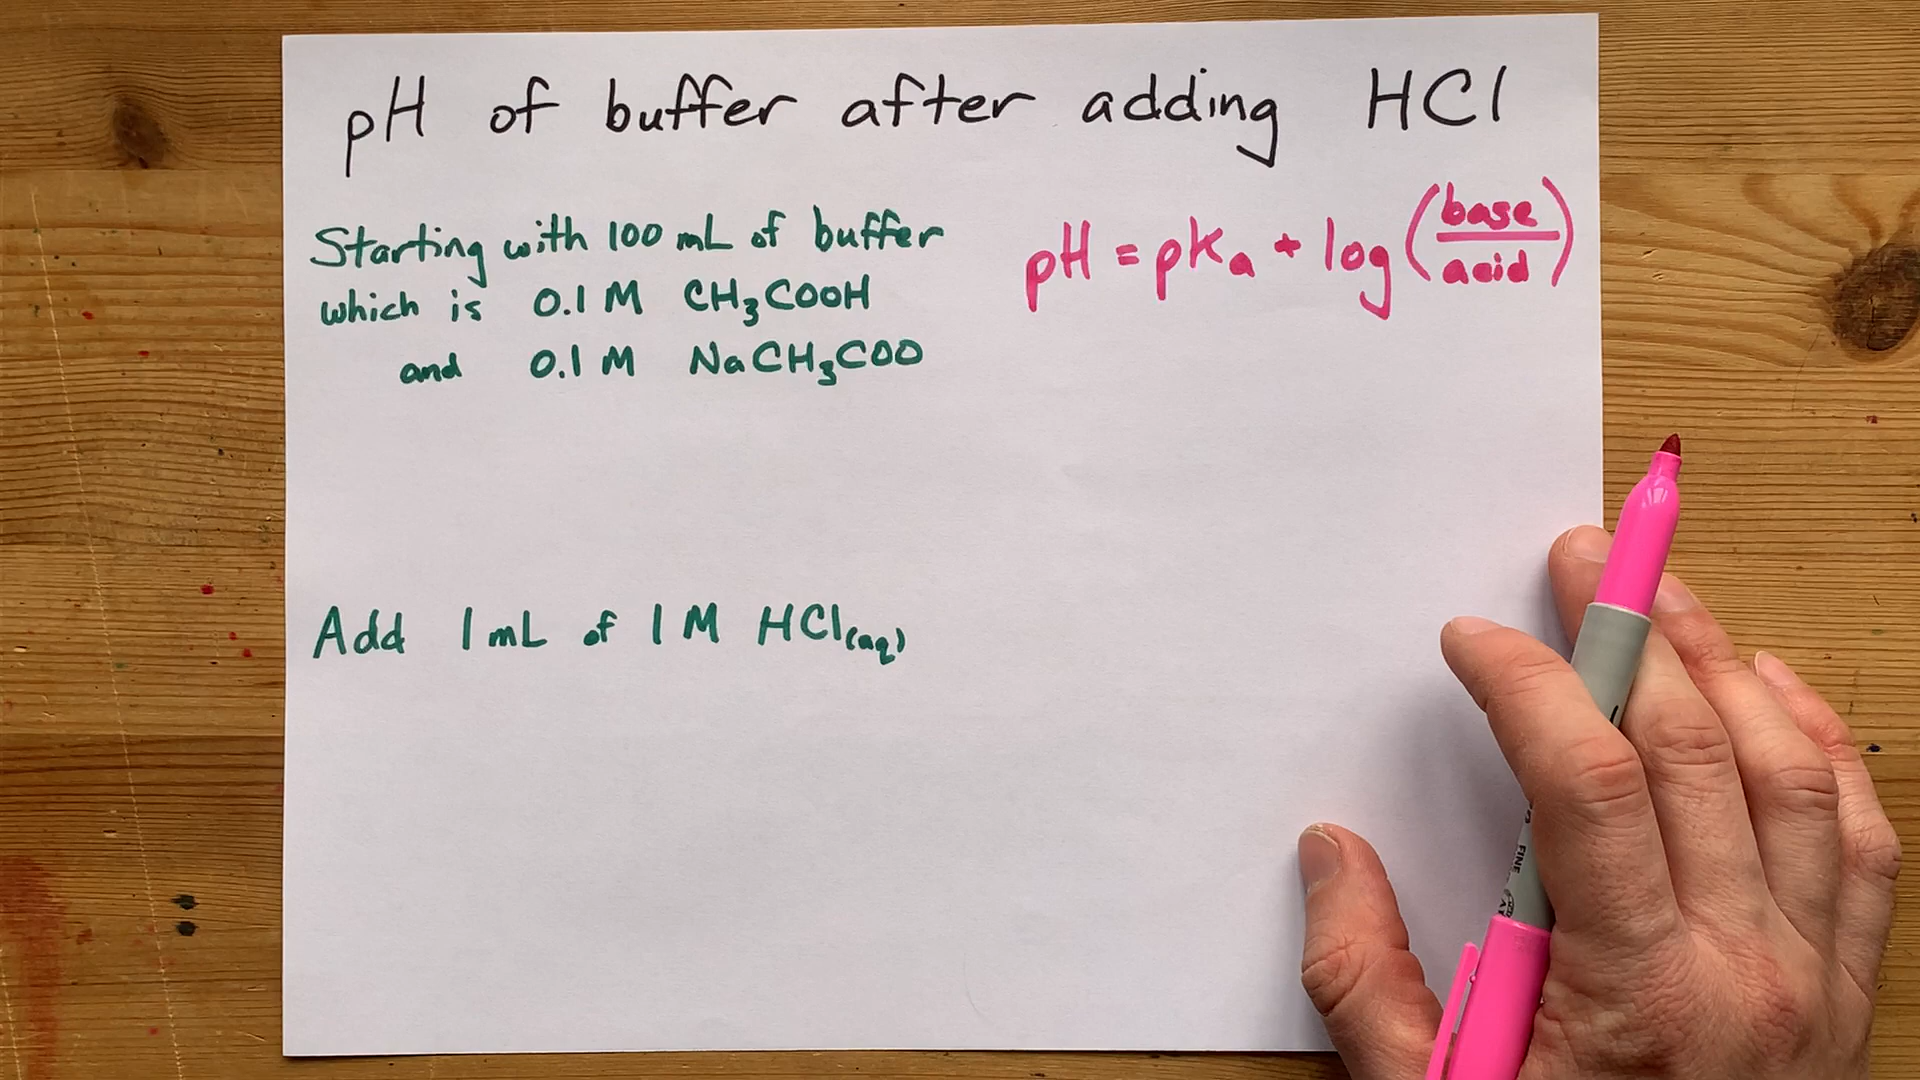 pH of buffer after adding HCl
Starting with 100 mL of buffer
which is 0.1 M CH₃COOH
and 0.1 M NaCH₃COO
pH = pKₐ + log(base/acid)
Add 1 mL of 1 M HCl(aq)
FINE